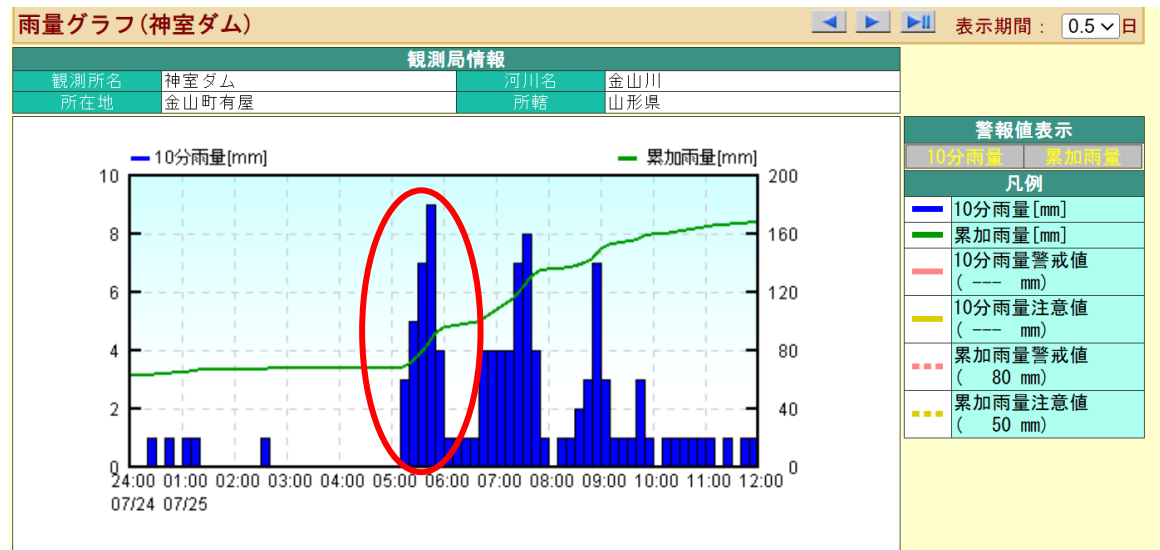 雨量グラフ(神室ダム)
表示期間： 0.5 日
観測局情報
観測所名 神室ダム 河川名 金山川
所在地 金山町有屋 所轄 山形県
警報値表示
10分雨量 累加雨量
凡例
10分雨量[mm]
累加雨量[mm]
10分雨量警戒値
( --- mm)
10分雨量注意値
( --- mm)
累加雨量警戒値
( 80 mm)
累加雨量注意値
( 50 mm)
10分雨量[mm] 累加雨量[mm]
10 200
8 160
6 120
4 80
2 40
0 0
24:00 01:00 02:00 03:00 04:00 05:00 06:00 07:00 08:00 09:00 10:00 11:00 12:00
07/24 07/25